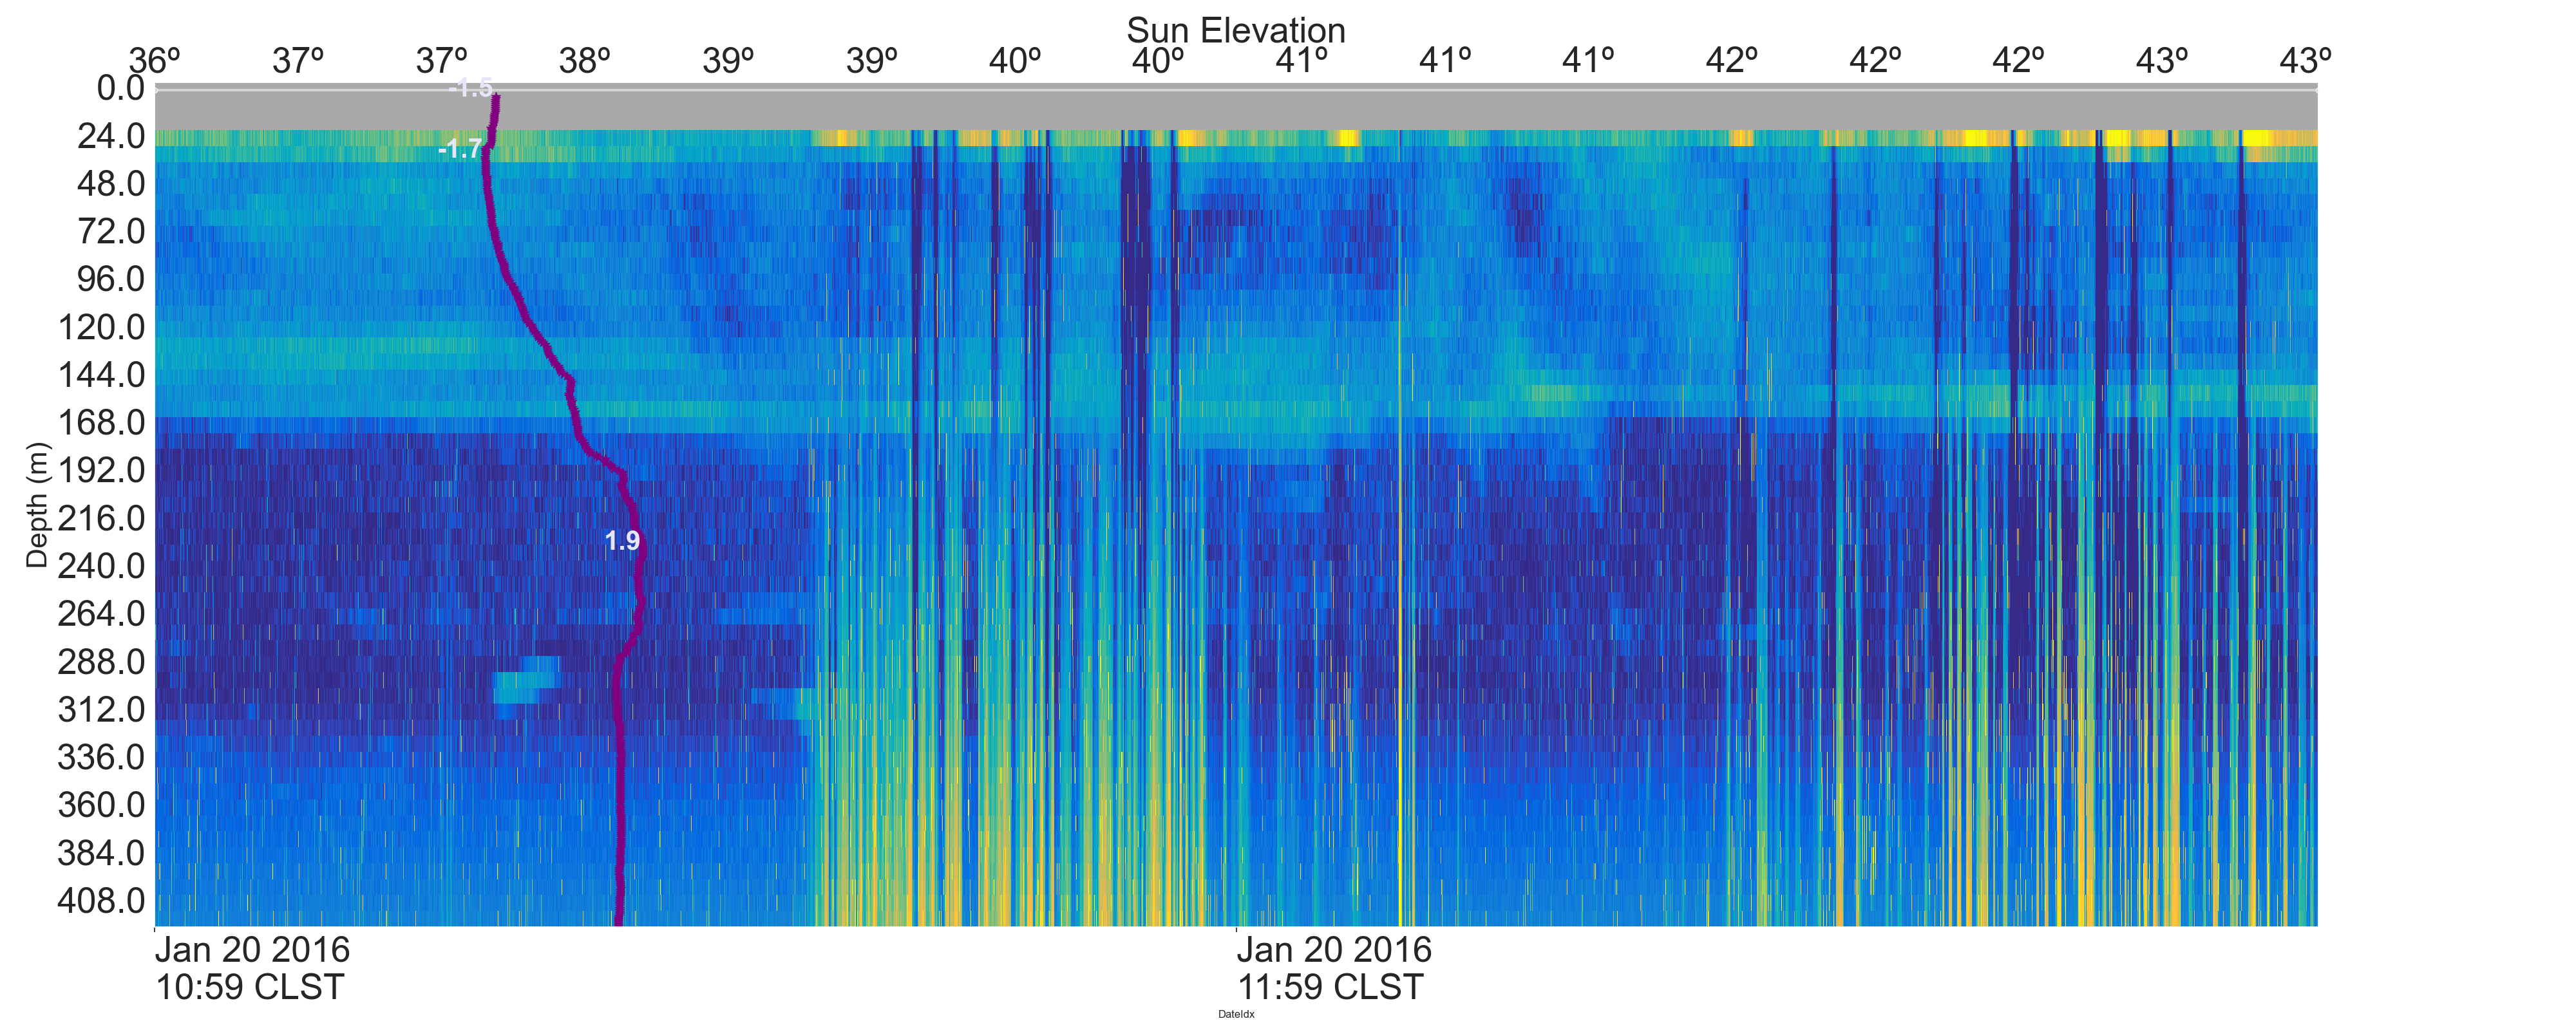 Sun Elevation
36º 37º 37º 38º 39º 39º 40º 40º 41º 41º 41º 42º 42º 42º 43º 43º
0.0
-1.5
24.0
-1.7
48.0
72.0
96.0
120.0
144.0
168.0
192.0
216.0
1.9
240.0
264.0
288.0
312.0
336.0
360.0
384.0
408.0
Depth (m)
Jan 20 2016
10:59 CLST
Jan 20 2016
11:59 CLST
DateIdx